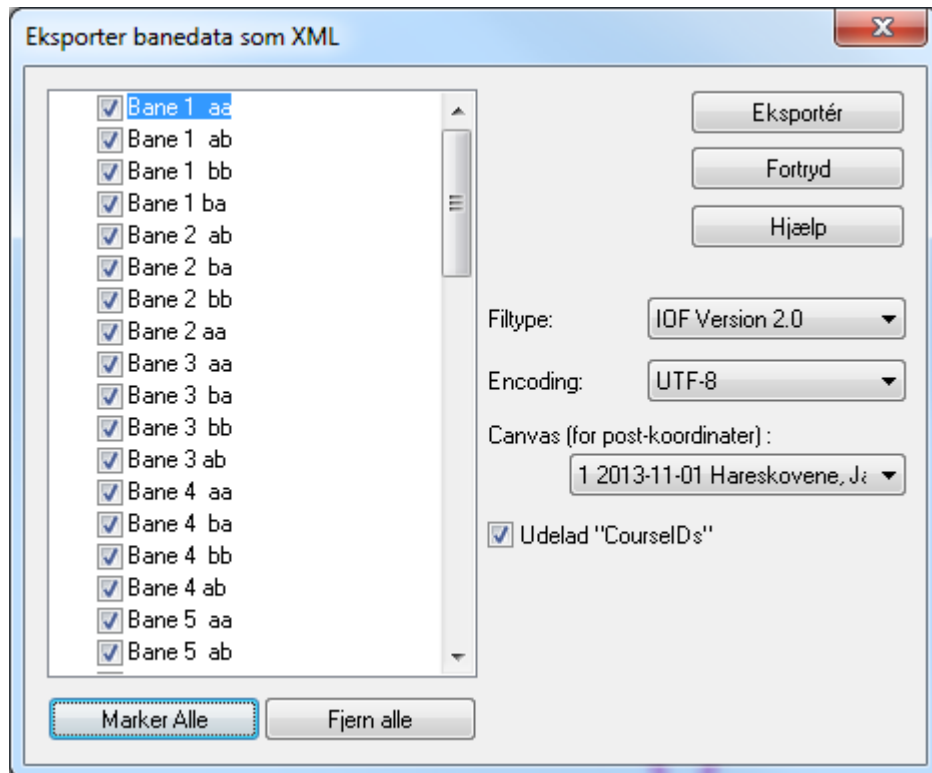 Eksporter banedata som XML
Bane 1  aa
Bane 1  ab
Bane 1  bb
Bane 1 ba
Bane 2  ab
Bane 2  ba
Bane 2  bb
Bane 2 aa
Bane 3  aa
Bane 3  ba
Bane 3  bb
Bane 3 ab
Bane 4  aa
Bane 4  ba
Bane 4  bb
Bane 4 ab
Bane 5  aa
Bane 5  ab
Marker Alle
Fjern alle
Eksportér
Fortryd
Hjælp
Filtype:
IOF Version 2.0
Encoding:
UTF-8
Canvas (for post-koordinater) :
1 2013-11-01 Hareskovene,
Udelad "CourseIDs"